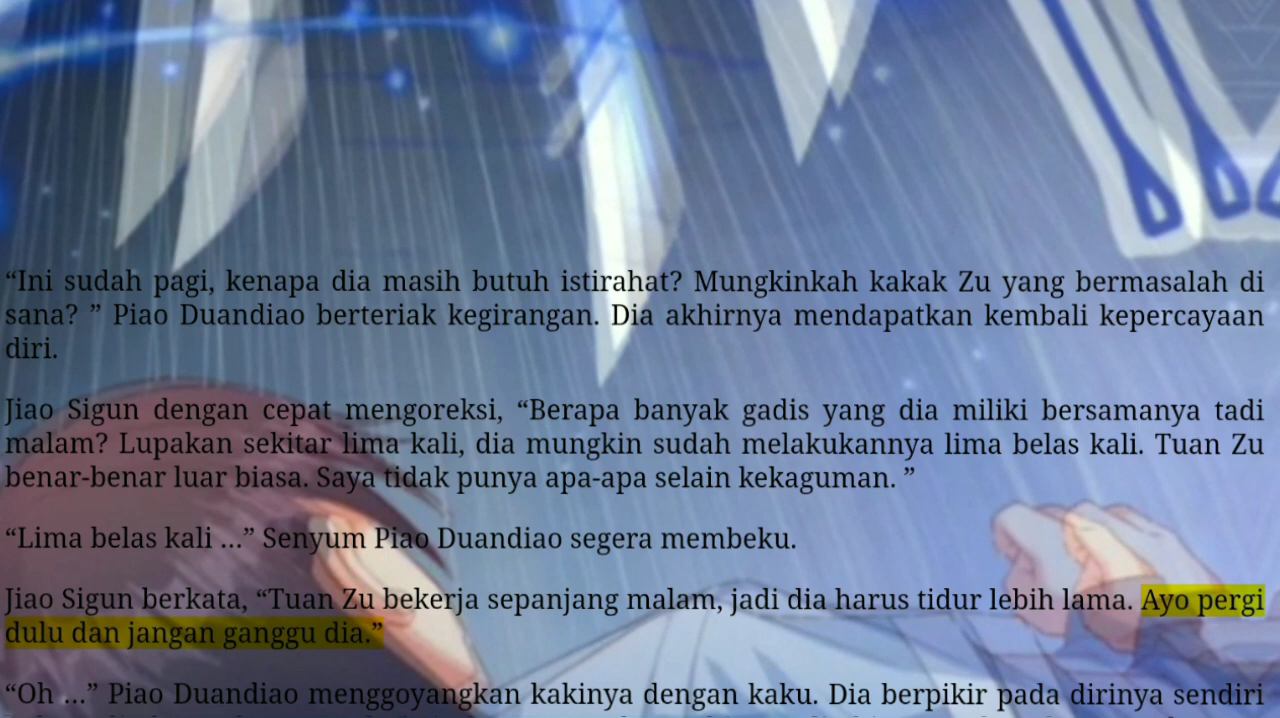 “Ini sudah pagi, kenapa dia masih butuh istirahat? Mungkinkah kakak Zu yang bermasalah di
sana? ” Piao Duandiao berteriak kegirangan. Dia akhirnya mendapatkan kembali kepercayaan
diri.
Jiao Sigun dengan cepat mengoreksi, “Berapa banyak gadis yang dia miliki bersamanya tadi
malam? Lupakan sekitar lima kali, dia mungkin sudah melakukannya lima belas kali. Tuan Zu
benar-benar luar biasa. Saya tidak punya apa-apa selain kekaguman. ”
“Lima belas kali …” Senyum Piao Duandiao segera membeku.
Jiao Sigun berkata, “Tuan Zu bekerja sepanjang malam, jadi dia harus tidur lebih lama. Ayo pergi
dulu dan jangan ganggu dia.”
“Oh …” Piao Duandiao menggoyangkan kakinya dengan kaku. Dia berpikir pada dirinya sendiri